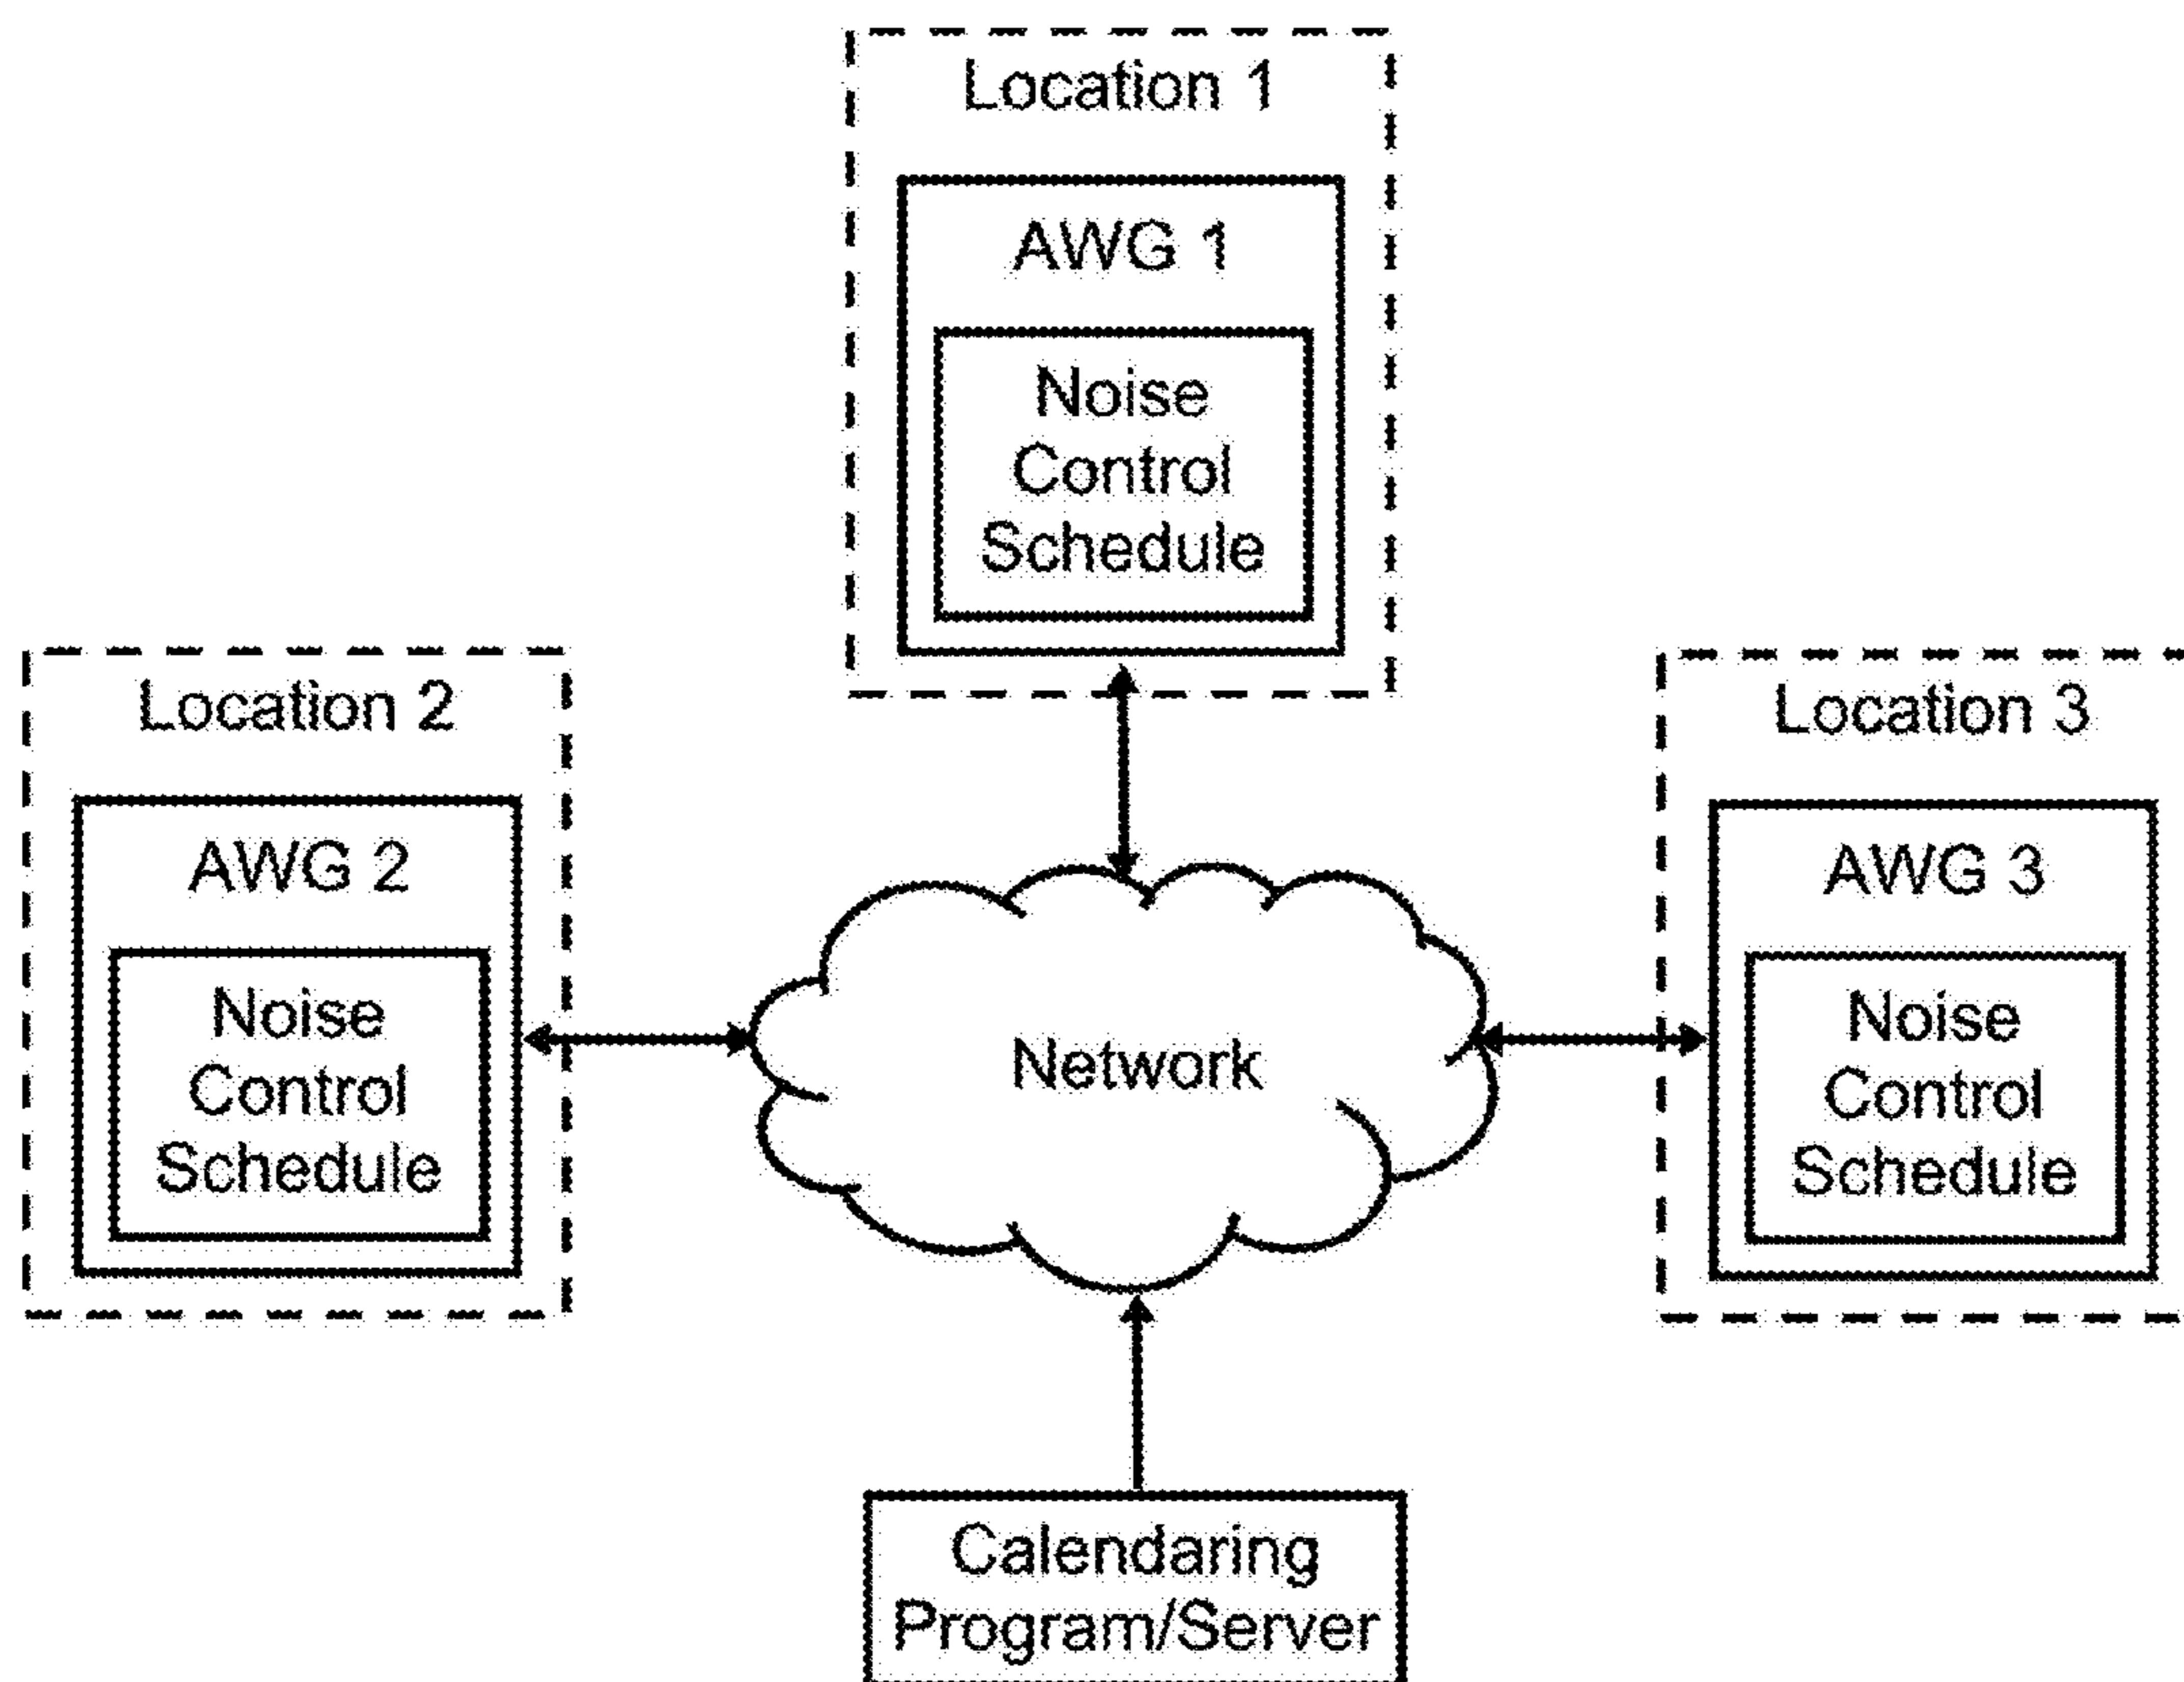 Location 1
AWG 1
Noise
Control
Schedule
Location 2
AWG 2
Noise
Control
Schedule
Location 3
AWG 3
Noise
Control
Schedule
Network
Calendaring
Program/Server